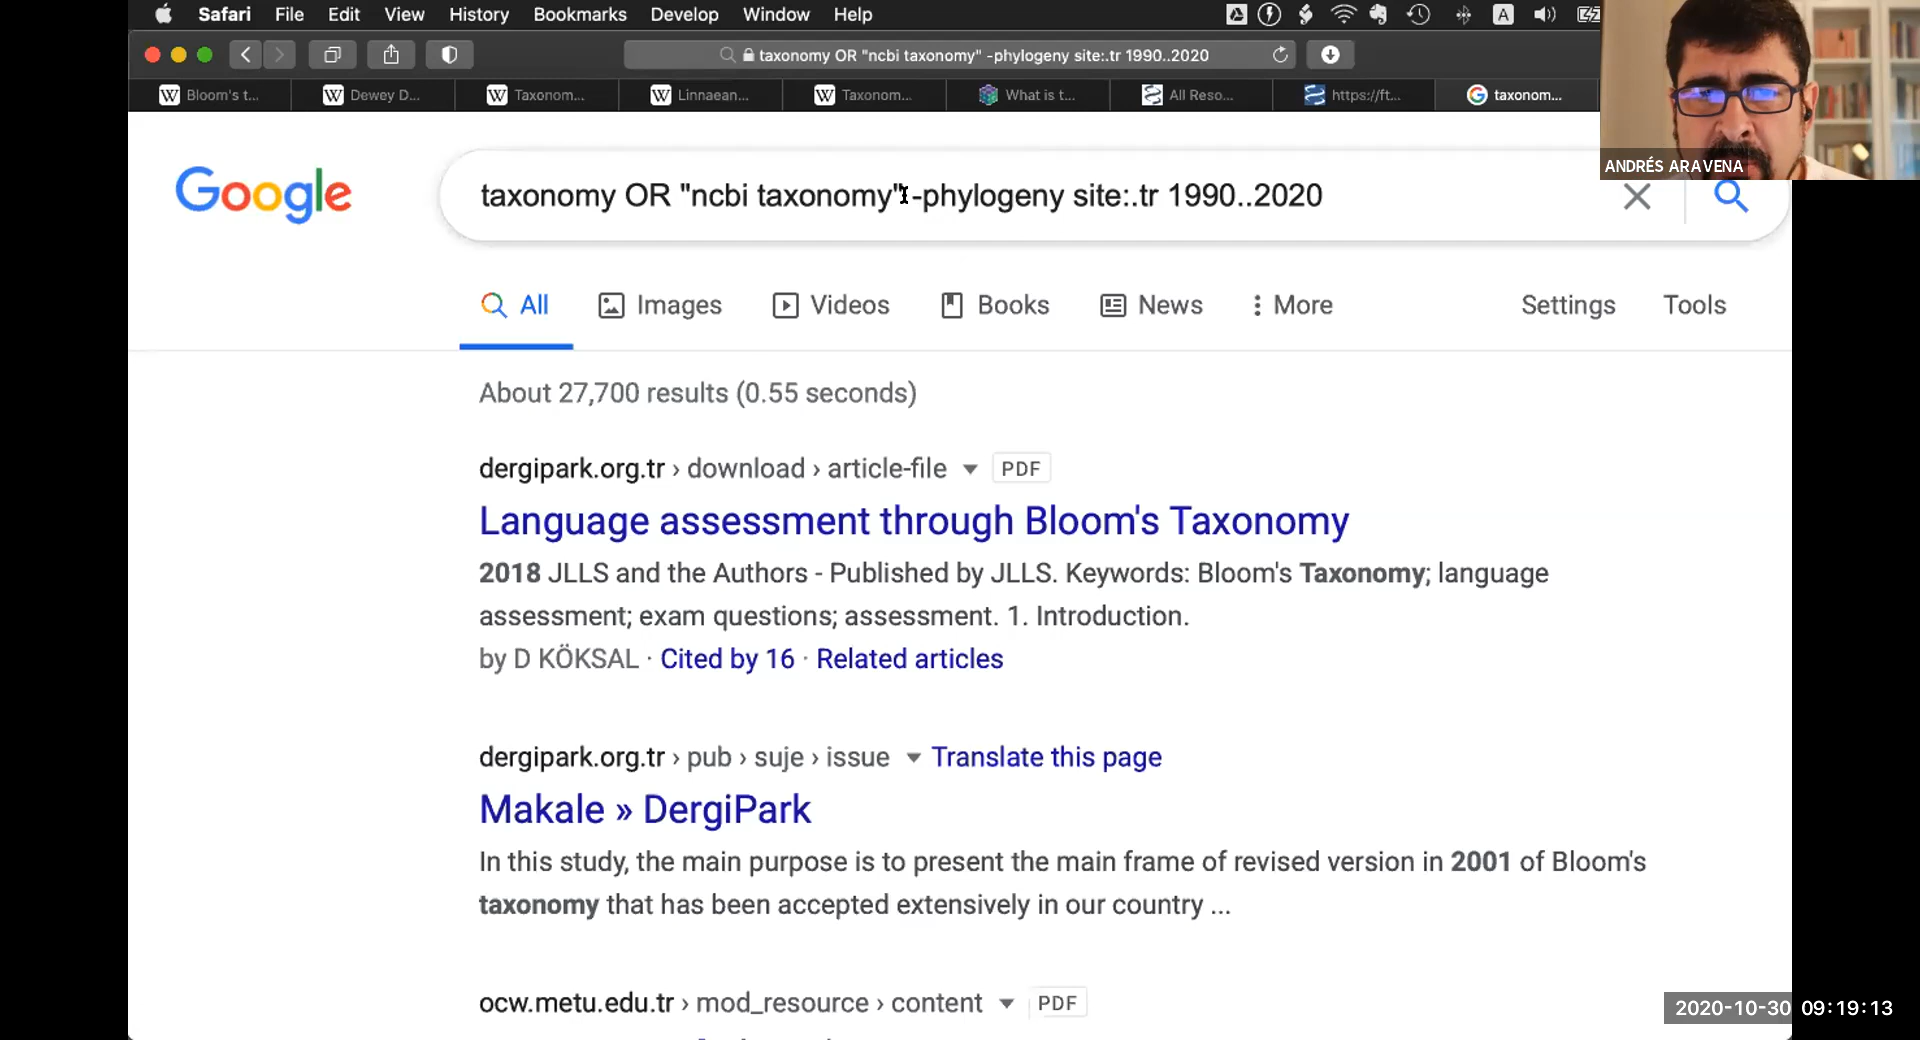 Safari File Edit View History Bookmarks Develop Window Help
A
taxonomy OR "ncbi taxonomy" -phylogeny site:.tr 1990..2020
W Bloom's t... W Dewey D... W Taxonom... W Linnaean... W Taxonom... What is t... All Reso... https://ft... G taxonom...
ANDRÉS ARAVENA
Google
taxonomy OR "ncbi taxonomy" -phylogeny site:.tr 1990..2020
All Images Videos Books News More Settings Tools
About 27,700 results (0.55 seconds)
dergipark.org.tr › download › article-file PDF
Language assessment through Bloom's Taxonomy
2018 JLLS and the Authors - Published by JLLS. Keywords: Bloom's Taxonomy; language
assessment; exam questions; assessment. 1. Introduction.
by D KÖKSAL · Cited by 16 · Related articles
dergipark.org.tr › pub › suje › issue Translate this page
Makale » DergiPark
In this study, the main purpose is to present the main frame of revised version in 2001 of Bloom's
taxonomy that has been accepted extensively in our country ...
ocw.metu.edu.tr › mod_resource › content PDF
2020-10-30 09:19:13